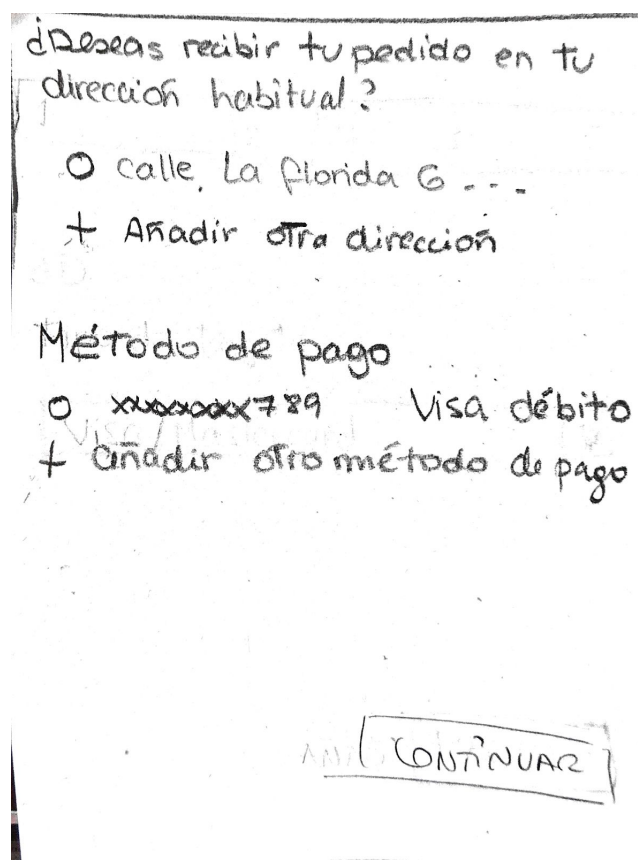 ¿Deseas recibir tu pedido en tu
dirección habitual?
O calle, La florida 6 ...
+ Añadir otra dirección
Método de pago
O xxxxxxxxx789 Visa débito
+ añadir otro método de pago
CONTINUAR